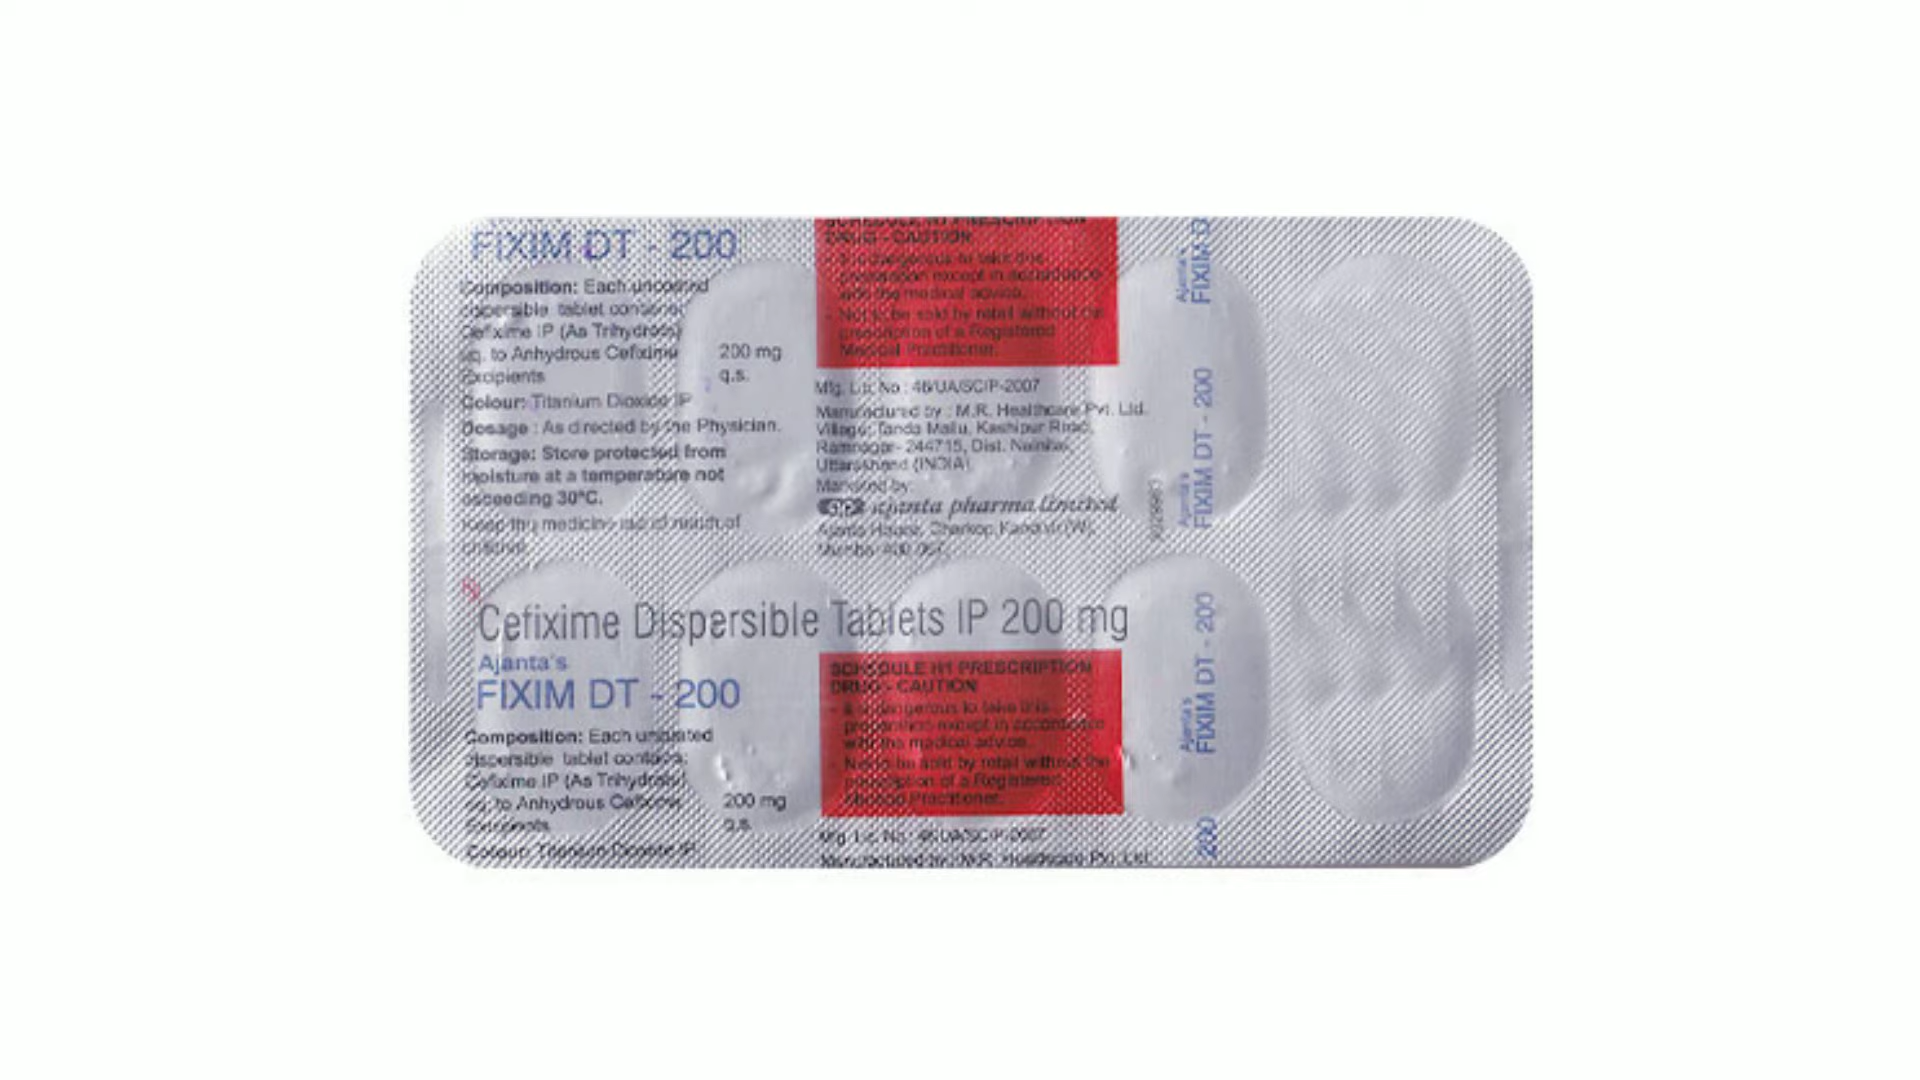 FIXIM DT - 200
Composition: Each uncoated
dispersible tablet contains:
Cefixime IP (As Trihydrate)
eq. to Anhydrous Cefixime 200 mg
Excipients q.s.
Colour: Titanium Dioxide IP
Dosage : As directed by the Physician.
Storage: Store protected from
moisture at a temperature not
exceeding 30°C.
Keep the medicine out of reach of
children.
SCHEDULE H1 PRESCRIPTION
DRUG - CAUTION
- It is dangerous to take this
preparation except in accordance
with the medical advice.
- Not to be sold by retail without the
prescription of a Registered
Medical Practitioner.
Mfg. Lic. No.: 46/UA/SC/P-2007
Manufactured by : M.R. Healthcare Pvt. Ltd.
Village: Tanda Mallu, Kashipur Road,
Ramnagar- 244715, Dist. Nainital,
Uttarakhand (INDIA)
Marketed by:
ajanta pharma limited
Ajanta House, Charkop, Kandivli (W),
Mumbai 400 067.
Ajanta's
FIXIM D
Ajanta's
FIXIM DT - 200
Rx
Cefixime Dispersible Tablets IP 200 mg
Ajanta's
FIXIM DT - 200
Composition: Each uncoated
dispersible tablet contains:
Cefixime IP (As Trihydrate)
eq. to Anhydrous Cefixime 200 mg
Excipients q.s.
Colour: Titanium Dioxide IP
SCHEDULE H1 PRESCRIPTION
DRUG - CAUTION
- It is dangerous to take this
preparation except in accordance
with the medical advice.
- Not to be sold by retail without the
prescription of a Registered
Medical Practitioner.
Mfg. Lic. No.: 46/UA/SC/P-2007
Manufactured by : M.R. Healthcare Pvt. Ltd.
Ajanta's
FIXIM DT - 200
200